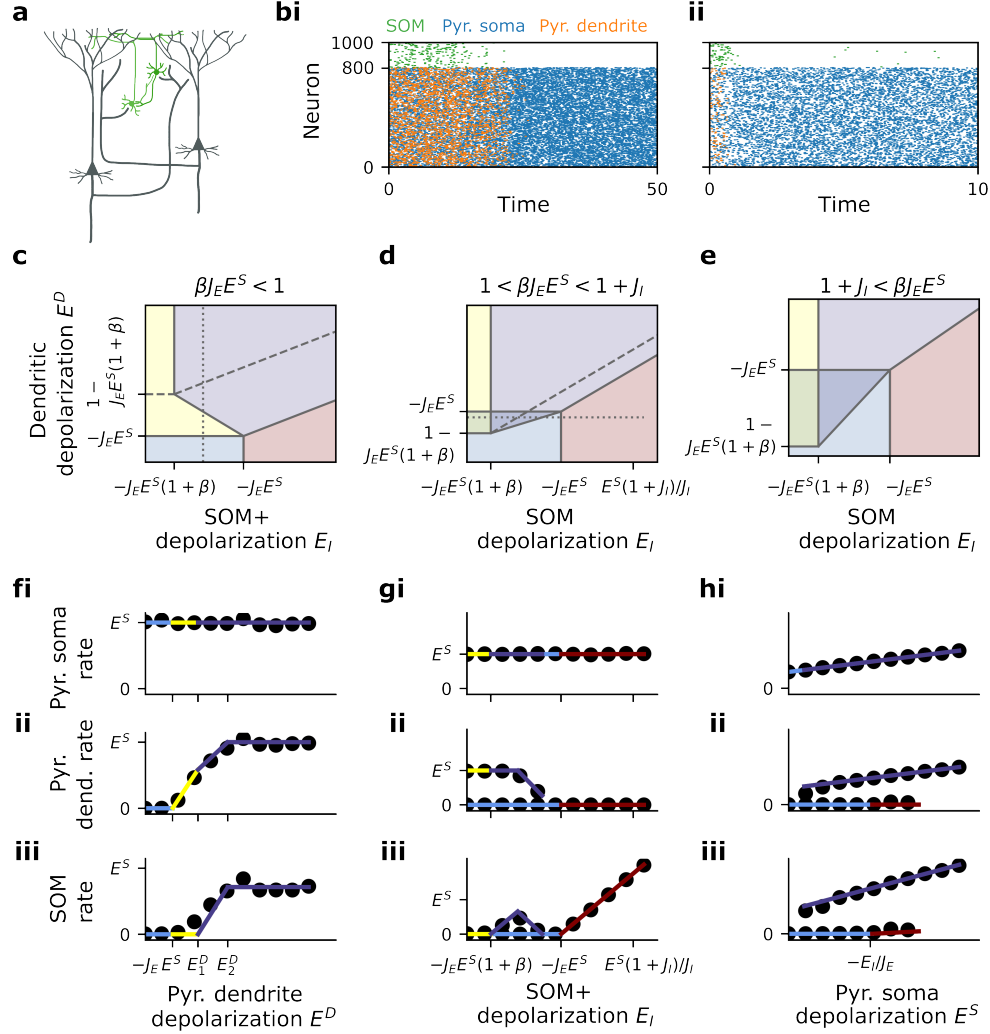 a
bi
SOM Pyr. soma Pyr. dendrite
ii
1000
800
0
Neuron
0
50
Time
0
10
Time
c
βJ_E E^S < 1
d
1 < βJ_E E^S < 1 + J_I
e
1 + J_I < βJ_E E^S
Dendritic
depolarization E^D
1 −
J_E E^S(1 + β)
−J_E E^S
−J_E E^S(1 + β)
−J_E E^S
SOM+
depolarization E_I
−J_E E^S
1 −
J_E E^S(1 + β)
−J_E E^S(1 + β)
−J_E E^S
E^S(1 + J_I)/J_I
SOM
depolarization E_I
−J_E E^S
1 −
J_E E^S(1 + β)
−J_E E^S(1 + β)
−J_E E^S
SOM
depolarization E_I
fi
Pyr. soma
rate
E^S
0
gi
E^S
0
hi
0
ii
Pyr.
dend. rate
E^S
0
ii
E^S
0
ii
0
iii
SOM
rate
E^S
0
−J_E E^S
E_1^D
E_2^D
Pyr. dendrite
depolarization E^D
iii
E^S
0
−J_E E^S(1 + β)
−J_E E^S
E^S(1 + J_I)/J_I
SOM+
depolarization E_I
iii
0
−E_I/J_E
Pyr. soma
depolarization E^S